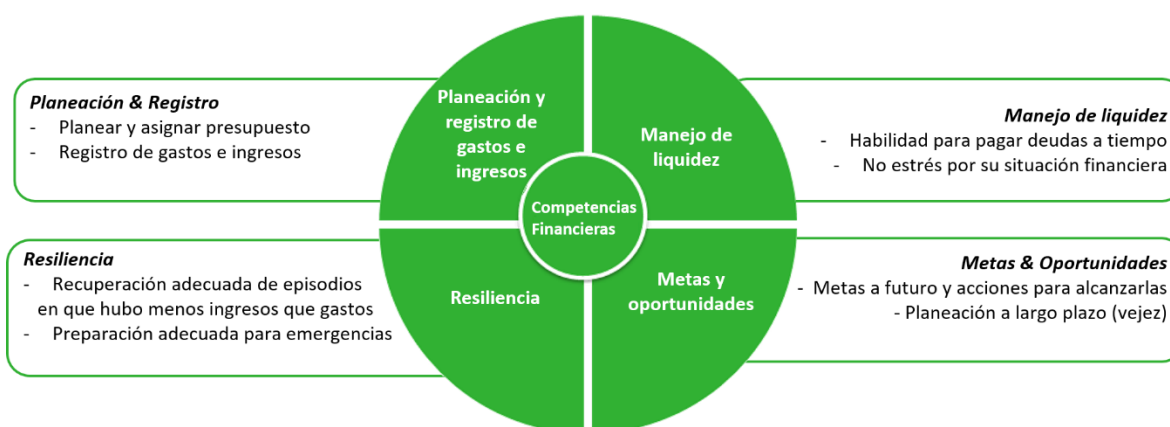 Planeación & Registro
- Planear y asignar presupuesto
- Registro de gastos e ingresos
Planeación y
registro de
gastos e
ingresos
Manejo de
liquidez
Manejo de liquidez
- Habilidad para pagar deudas a tiempo
- No estrés por su situación financiera
Competencias
Financieras
Resiliencia
- Recuperación adecuada de episodios
en que hubo menos ingresos que gastos
- Preparación adecuada para emergencias
Resiliencia
Metas y
oportunidades
Metas & Oportunidades
- Metas a futuro y acciones para alcanzarlas
- Planeación a largo plazo (vejez)